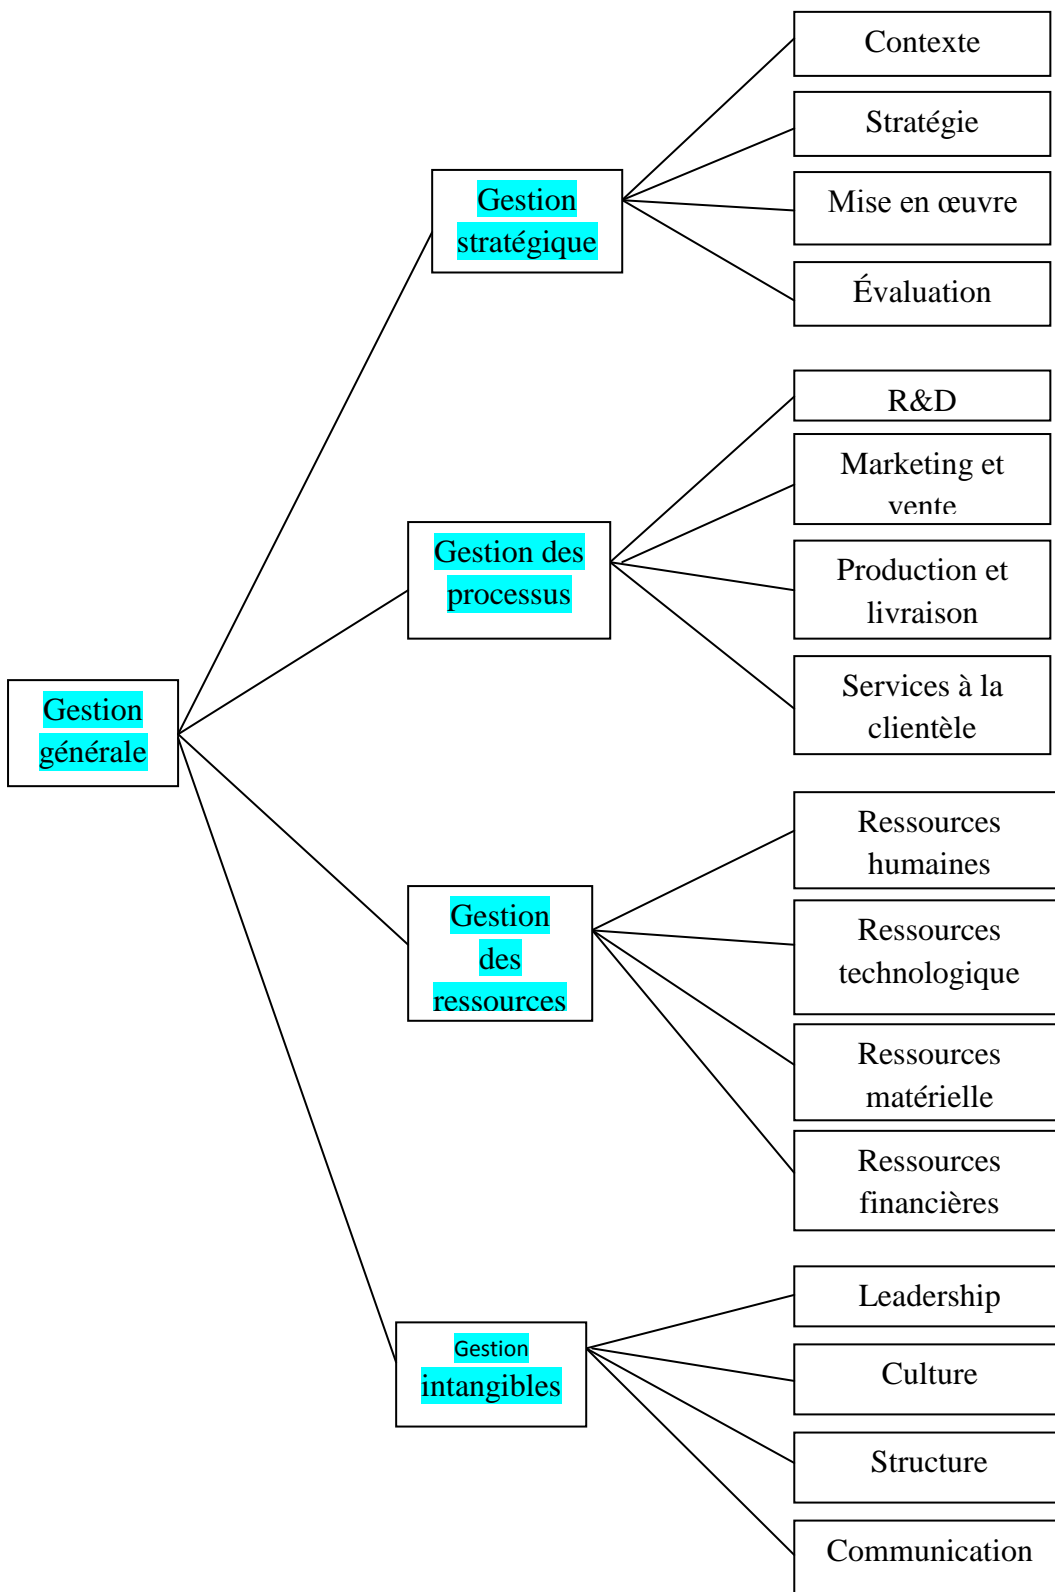 Contexte
Stratégie
Mise en œuvre
Évaluation
Gestion
stratégique
R&D
Marketing et
vente
Production et
livraison
Services à la
clientèle
Gestion des
processus
Gestion
générale
Ressources
humaines
Ressources
technologique
Ressources
matérielle
Ressources
financières
Gestion
des
ressources
Leadership
Culture
Structure
Communication
Gestion
intangibles